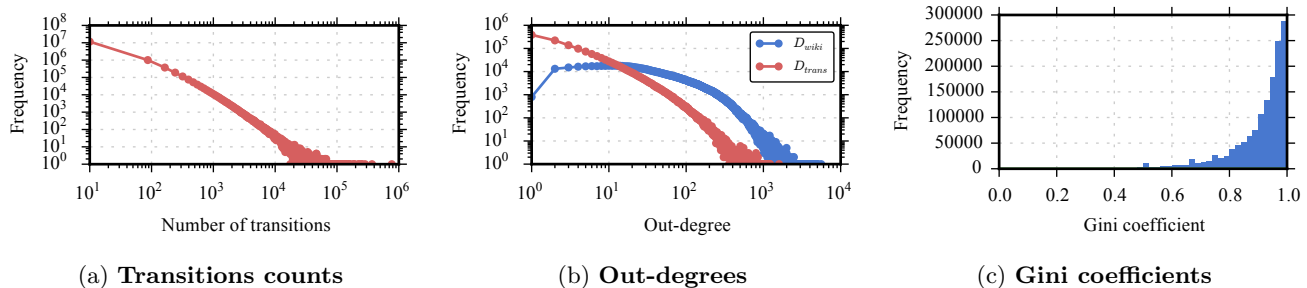 10^8
10^7
10^6
10^5
10^4
10^3
10^2
10^1
10^0
Frequency
10^1 10^2 10^3 10^4 10^5 10^6
Number of transitions
(a) Transitions counts
10^6
10^5
10^4
10^3
10^2
10^1
10^0
Frequency
D_wiki
D_trans
10^0 10^1 10^2 10^3 10^4
Out-degree
(b) Out-degrees
300000
250000
200000
150000
100000
50000
0
Frequency
0.0 0.2 0.4 0.6 0.8 1.0
Gini coefficient
(c) Gini coefficients